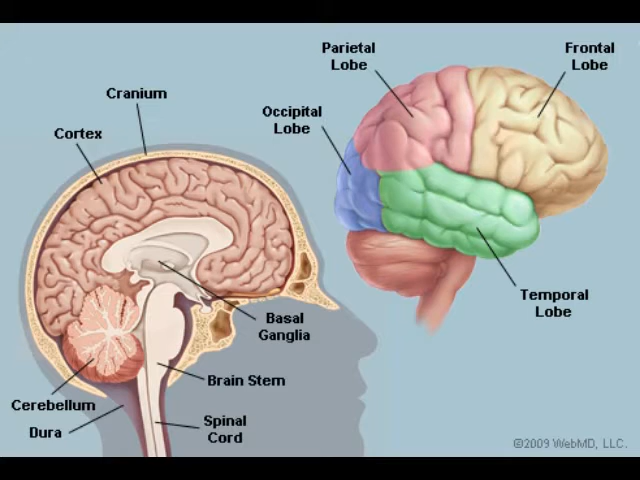 Parietal
Lobe
Frontal
Lobe
Cranium
Occipital
Lobe
Cortex
Temporal
Lobe
Basal
Ganglia
Brain Stem
Cerebellum
Spinal
Cord
Dura
©2009 WebMD, LLC.